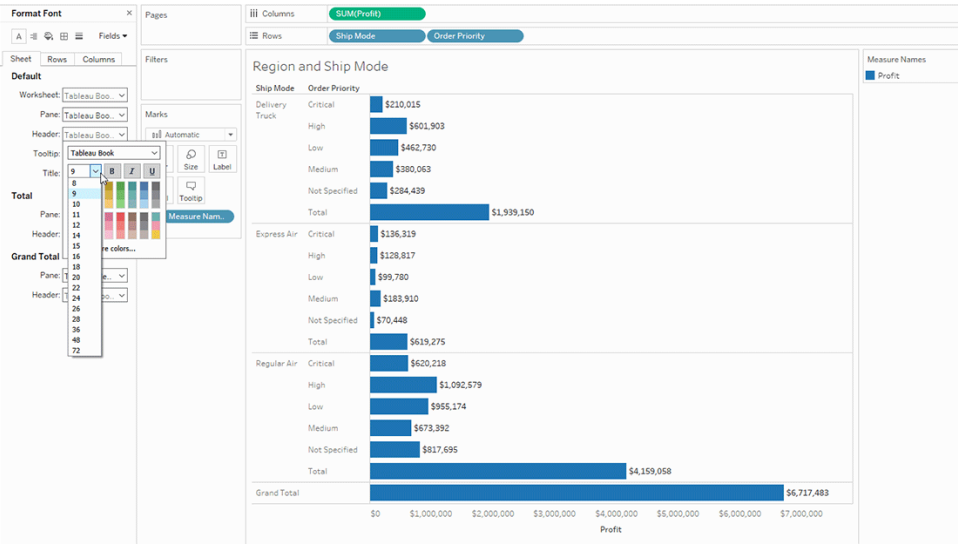 Format Font
Fields
Sheet Rows Columns
Default
Worksheet: Tableau Boo..
Pane: Tableau Boo..
Header: Tableau Boo..
Tooltip: Tableau Book
Title: 9 B I U
8
9
10
11
12
14
15
16
18
20
22
24
26
28
36
48
72
Total
Pane:
Header:
re colors...
Grand Total
Pane:
Header:
Pages
Filters
Marks
Automatic
Size Label
Tooltip
Measure Nam..
Columns SUM(Profit)
Rows Ship Mode Order Priority
Region and Ship Mode
Ship Mode Order Priority
Delivery Truck
Critical $210,015
High $601,903
Low $462,730
Medium $380,063
Not Specified $284,439
Total $1,939,150
Express Air Critical $136,319
High $128,817
Low $99,780
Medium $183,910
Not Specified $70,448
Total $619,275
Regular Air Critical $620,218
High $1,092,579
Low $955,174
Medium $673,392
Not Specified $817,695
Total $4,159,058
Grand Total $6,717,483
$0 $1,000,000 $2,000,000 $3,000,000 $4,000,000 $5,000,000 $6,000,000 $7,000,000
Profit
Measure Names
Profit